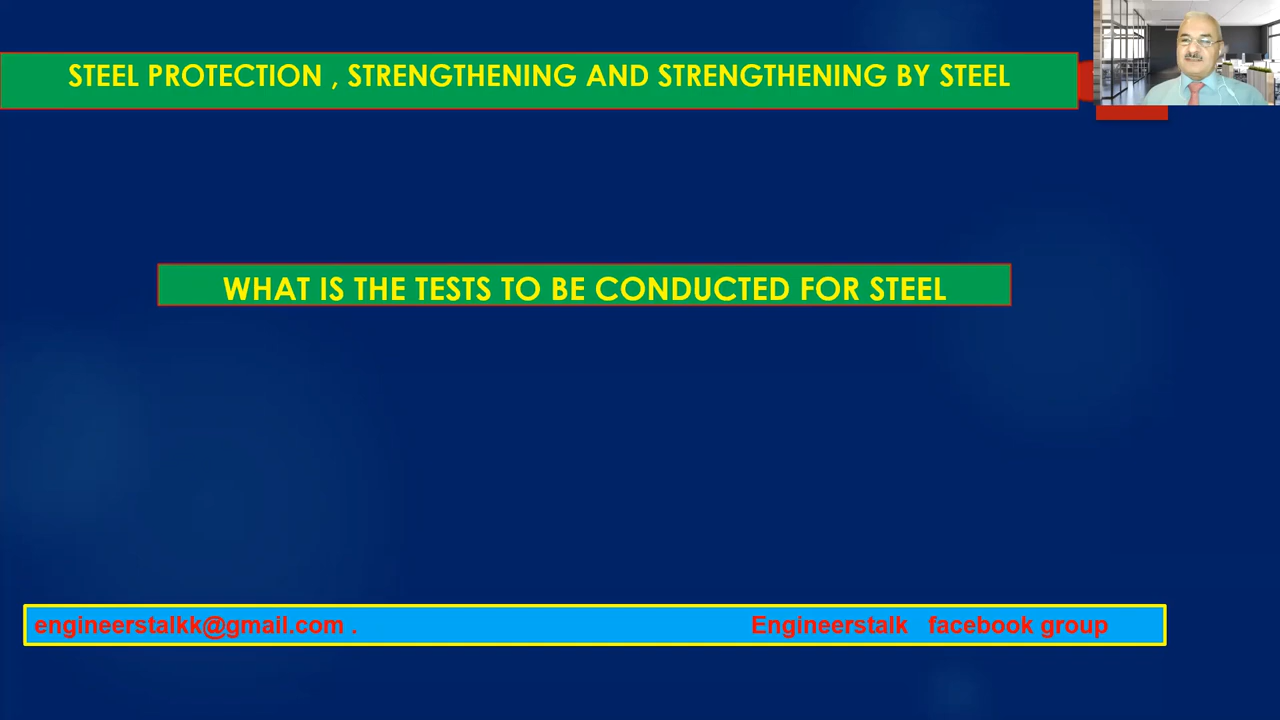 STEEL PROTECTION , STRENGTHENING AND STRENGTHENING BY STEEL
WHAT IS THE TESTS TO BE CONDUCTED FOR STEEL
engineerstalkk@gmail.com . Engineerstalk facebook group